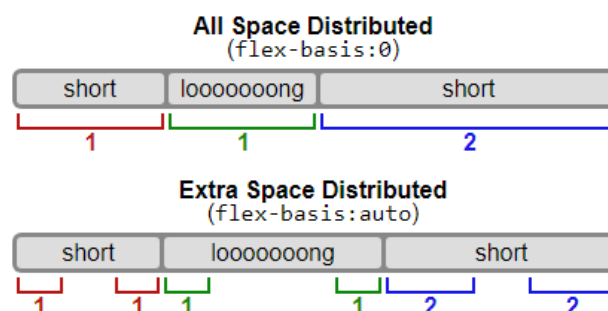 All Space Distributed
(flex-basis:0)
short looooooong short
1 1 2
Extra Space Distributed
(flex-basis:auto)
short looooooong short
1 1 1 1 2 2